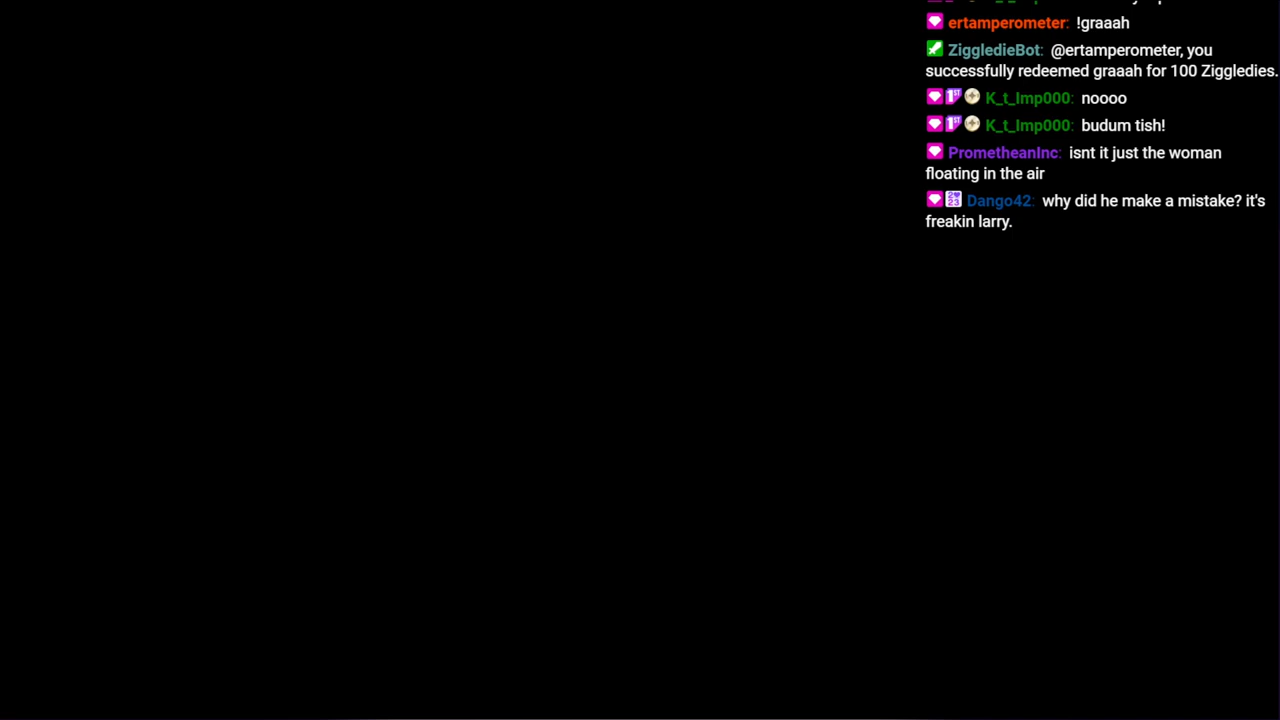 ertamperometer: !graaah
ZiggledieBot: @ertamperometer, you
successfully redeemed graaah for 100 Ziggledies.
K_t_Imp000: noooo
K_t_Imp000: budum tish!
PrometheanInc: isnt it just the woman
floating in the air
Dango42: why did he make a mistake? it's
freakin larry.